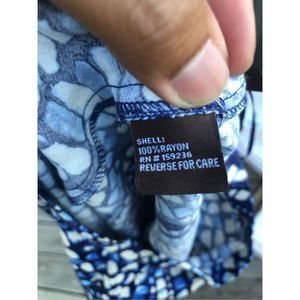 SHELL:
100% RAYON
RN # 159236
REVERSE FOR CARE